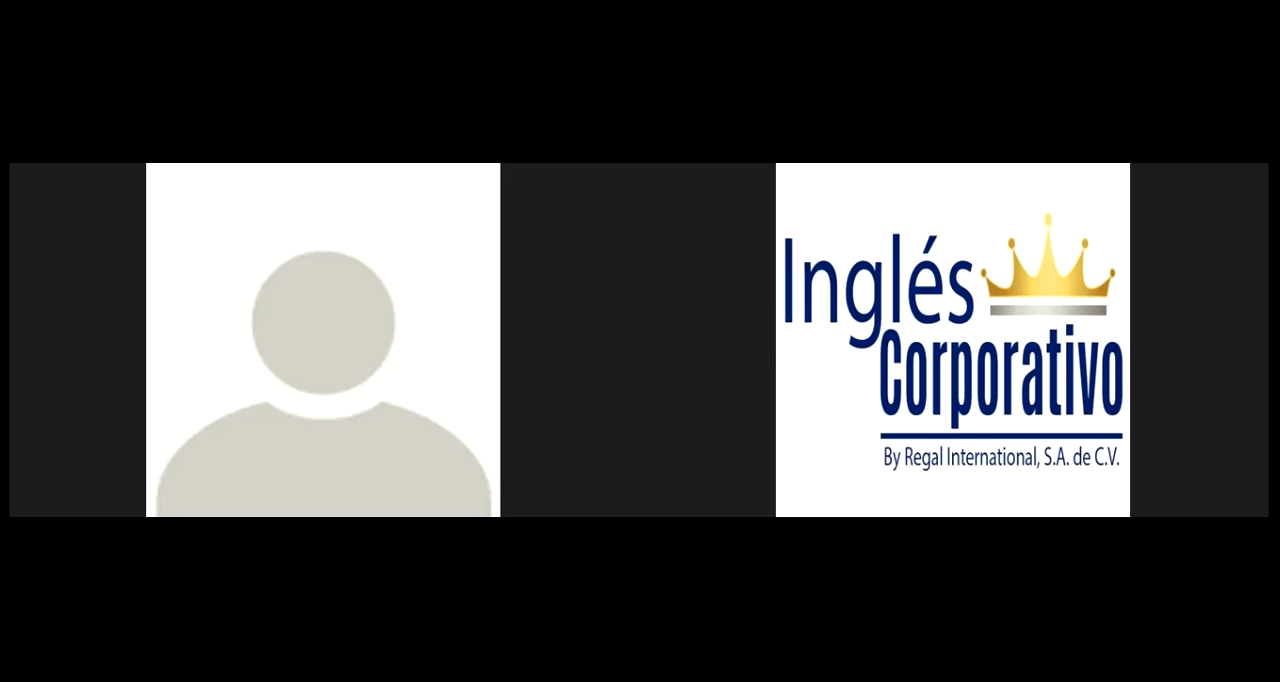 Inglés
Corporativo
By Regal International, S.A. de C.V.